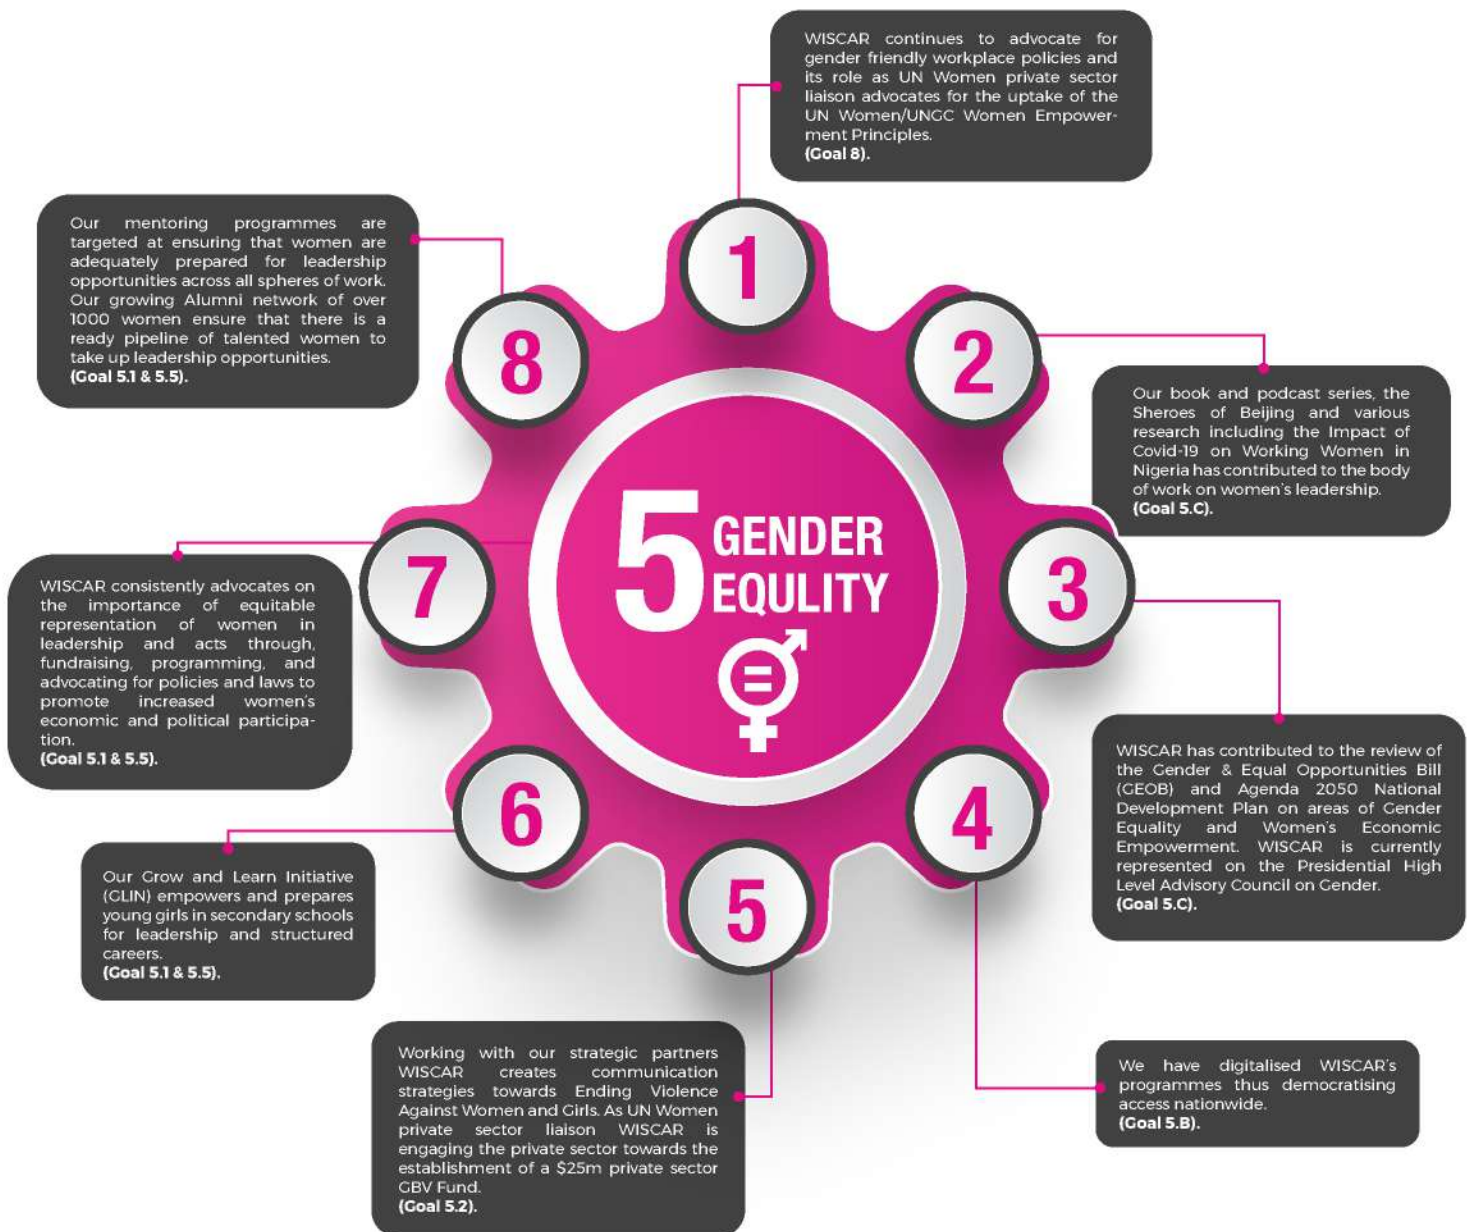 WISCAR continues to advocate for
gender friendly workplace policies and
its role as UN Women private sector
liaison advocates for the uptake of the
UN Women/UNGC Women Empower-
ment Principles.
(Goal 8).
1
2
Our book and podcast series, the
Sheroes of Beijing and various
research including the Impact of
Covid-19 on Working Women in
Nigeria has contributed to the body
of work on women's leadership.
(Goal 5.C).
3
WISCAR has contributed to the review of
the Gender & Equal Opportunities Bill
(GEOB) and Agenda 2050 National
Development Plan on areas of Gender
Equality and Women's Economic
Empowerment. WISCAR is currently
represented on the Presidential High
Level Advisory Council on Gender.
(Goal 5.C).
4
We have digitalised WISCAR's
programmes thus democratising
access nationwide.
(Goal 5.B).
5
Working with our strategic partners
WISCAR creates communication
strategies towards Ending Violence
Against Women and Girls. As UN Women
private sector liaison WISCAR is
engaging the private sector towards the
establishment of a $25m private sector
GBV Fund.
(Goal 5.2).
6
Our Grow and Learn Initiative
(GLIN) empowers and prepares
young girls in secondary schools
for leadership and structured
careers.
(Goal 5.1 & 5.5).
7
WISCAR consistently advocates on
the importance of equitable
representation of women in
leadership and acts through,
fundraising, programming, and
advocating for policies and laws to
promote increased women's
economic and political participa-
tion.
(Goal 5.1 & 5.5).
8
Our mentoring programmes are
targeted at ensuring that women are
adequately prepared for leadership
opportunities across all spheres of work.
Our growing Alumni network of over
1000 women ensure that there is a
ready pipeline of talented women to
take up leadership opportunities.
(Goal 5.1 & 5.5).
5 GENDER
EQULITY